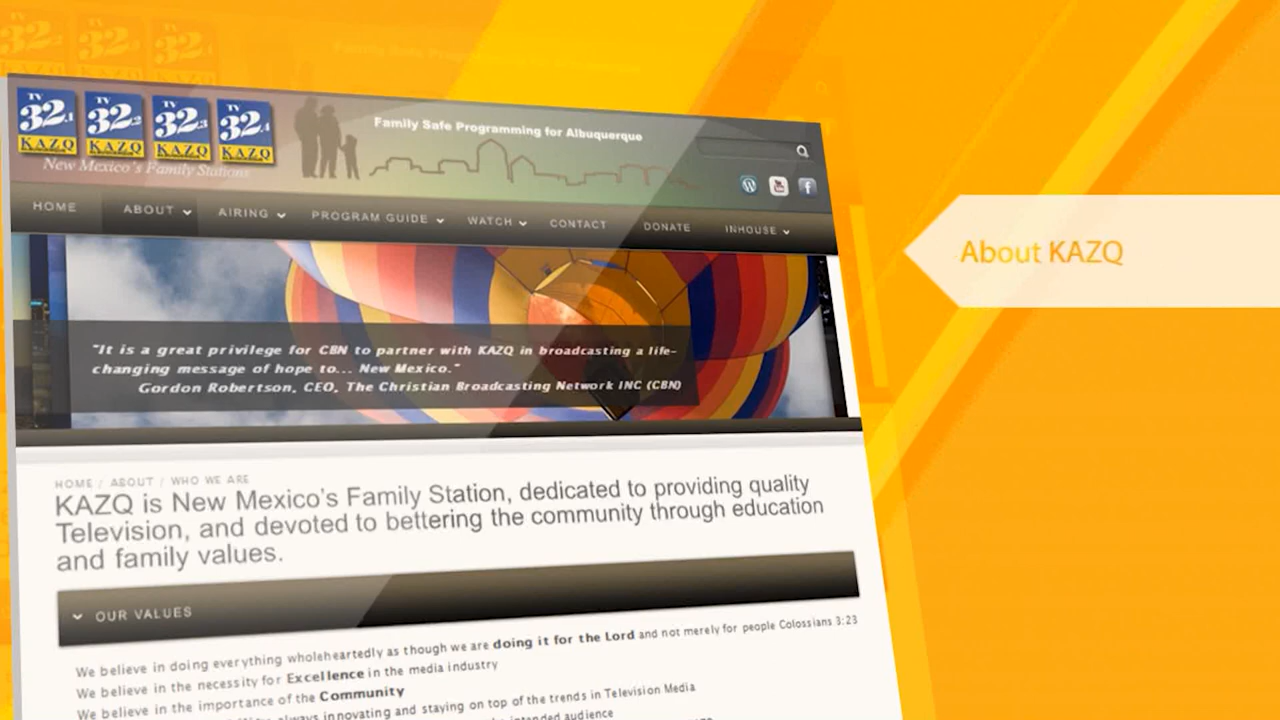 TV TV TV TV
32.1 32.2 32.3 32.4
KAZQ KAZQ KAZQ KAZQ
New Mexico's Family Stations
Family Safe Programming for Albuquerque
HOME ABOUT AIRING PROGRAM GUIDE WATCH CONTACT DONATE INHOUSE
About KAZQ
"It is a great privilege for CBN to partner with KAZQ in broadcasting a life-
changing message of hope to... New Mexico."
Gordon Robertson, CEO, The Christian Broadcasting Network INC (CBN)
HOME / ABOUT / WHO WE ARE
KAZQ is New Mexico's Family Station, dedicated to providing quality
Television, and devoted to bettering the community through education
and family values.
OUR VALUES
We believe in doing everything wholeheartedly as though we are doing it for the Lord and not merely for people Colossians 3:23
We believe in the necessity for Excellence in the media industry
We believe in the importance of the Community
always innovating and staying on top of the trends in Television Media
intended audience